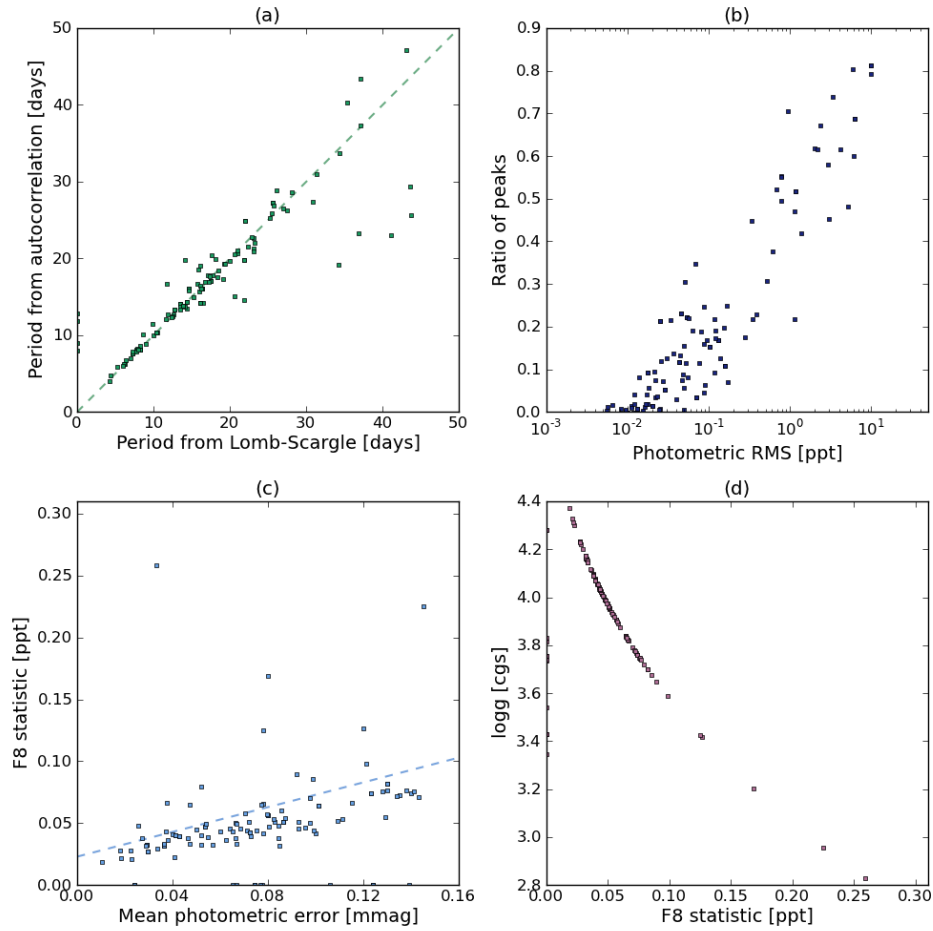 (a)
50
40
30
20
10
0
Period from autocorrelation [days]
0 10 20 30 40 50
Period from Lomb-Scargle [days]
(b)
0.9
0.8
0.7
0.6
0.5
0.4
0.3
0.2
0.1
0.0
Ratio of peaks
10^-3 10^-2 10^-1 10^0 10^1
Photometric RMS [ppt]
(c)
0.30
0.25
0.20
0.15
0.10
0.05
0.00
F8 statistic [ppt]
0.00 0.04 0.08 0.12 0.16
Mean photometric error [mmag]
(d)
4.4
4.2
4.0
3.8
3.6
3.4
3.2
3.0
2.8
logg [cgs]
0.00 0.05 0.10 0.15 0.20 0.25 0.30
F8 statistic [ppt]